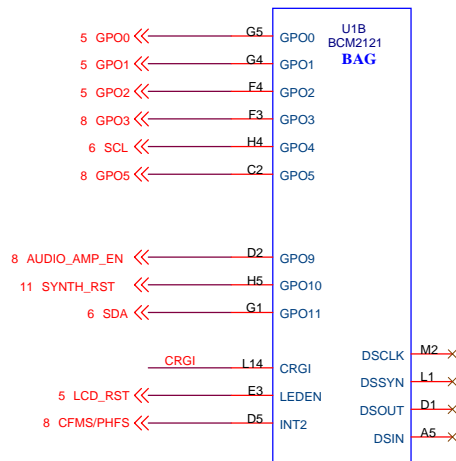 U1B
BCM2121
BAG
5 GPO0 G5 GPO0
5 GPO1 G4 GPO1
5 GPO2 F4 GPO2
8 GPO3 F3 GPO3
6 SCL H4 GPO4
8 GPO5 C2 GPO5
8 AUDIO_AMP_EN D2 GPO9
11 SYNTH_RST H5 GPO10
6 SDA G1 GPO11
DSCLK M2
CRGI L14 CRGI
DSSYN L1
5 LCD_RST E3 LEDEN
DSOUT D1
8 CFMS/PHFS D5 INT2
DSIN A5